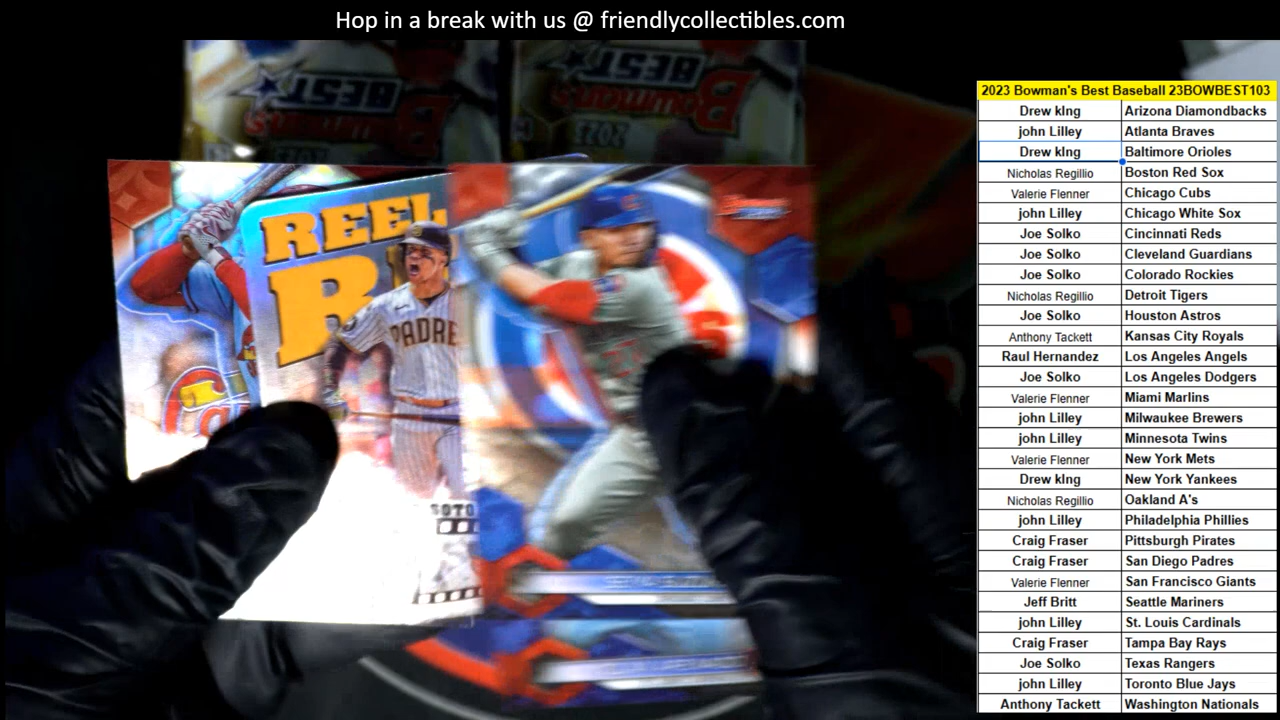 Hop in a break with us @ friendlycollectibles.com
2023 Bowman's Best Baseball 23BOWBEST103
Drew kIng Arizona Diamondbacks
john Lilley Atlanta Braves
Drew kIng Baltimore Orioles
Nicholas Regillio Boston Red Sox
Valerie Flenner Chicago Cubs
john Lilley Chicago White Sox
Joe Solko Cincinnati Reds
Joe Solko Cleveland Guardians
Joe Solko Colorado Rockies
Nicholas Regillio Detroit Tigers
Joe Solko Houston Astros
Anthony Tackett Kansas City Royals
Raul Hernandez Los Angeles Angels
Joe Solko Los Angeles Dodgers
Valerie Flenner Miami Marlins
john Lilley Milwaukee Brewers
john Lilley Minnesota Twins
Valerie Flenner New York Mets
Drew kIng New York Yankees
Nicholas Regillio Oakland A's
john Lilley Philadelphia Phillies
Craig Fraser Pittsburgh Pirates
Craig Fraser San Diego Padres
Valerie Flenner San Francisco Giants
Jeff Britt Seattle Mariners
john Lilley St. Louis Cardinals
Craig Fraser Tampa Bay Rays
Joe Solko Texas Rangers
john Lilley Toronto Blue Jays
Anthony Tackett Washington Nationals
Bowman's
BEST
2023
Bowman's
BEST
REEL
PADRE
SOTO